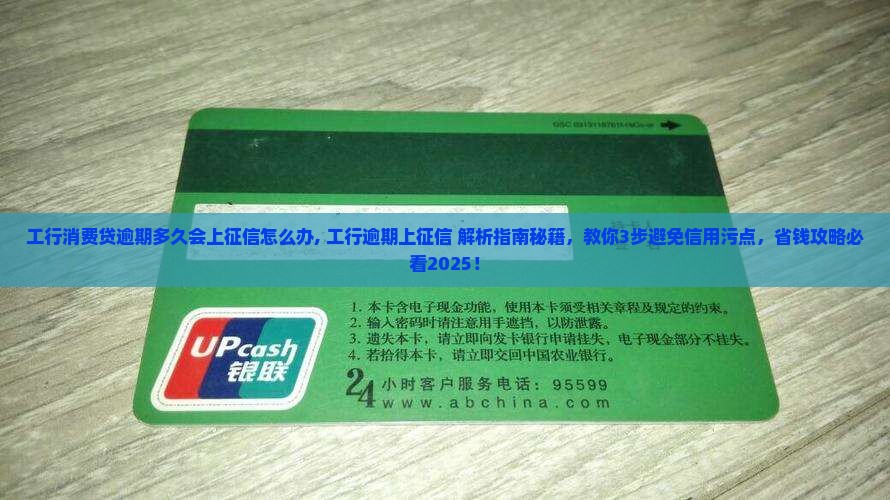 工行消费贷逾期多久会上征信怎么办, 工行逾期上征信 解析指南秘籍，教你3步避免信用污点，省钱攻略必
看2025！
1. 本卡含电子现金功能，使用本卡须受相关章程及规定的约束。
2. 输入密码时请注意用手遮挡，以防泄露。
3. 遗失本卡，请立即向发卡银行申请挂失，电子现金部分不挂失。
4. 若拾得本卡，请立即交回中国农业银行。
UPcash
银联
24小时客户服务电话：95599
www.abchina.com